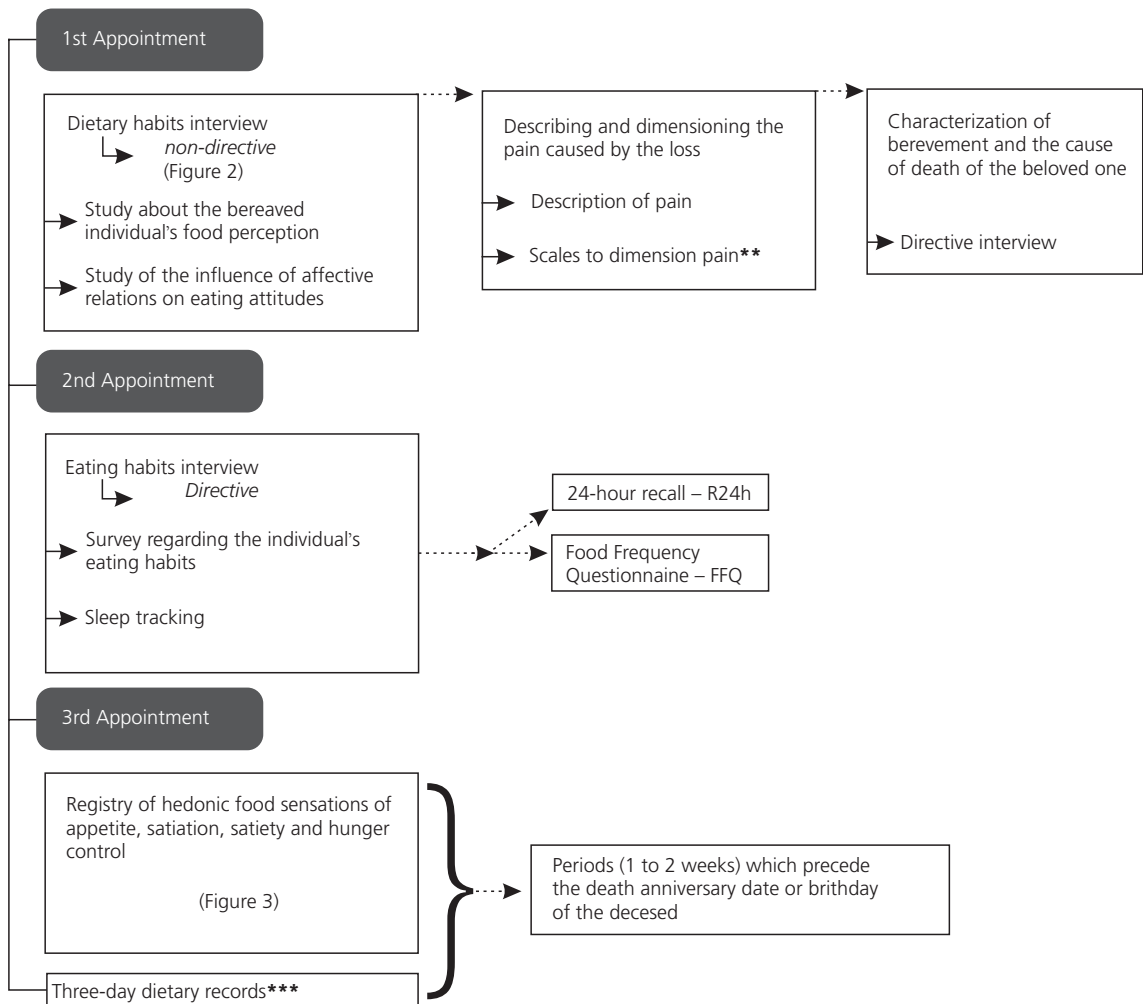 1st Appointment
Dietary habits interview
non-directive
(Figure 2)
Study about the bereaved
individual's food perception
Study of the influence of affective
relations on eating attitudes
Describing and dimensioning the
pain caused by the loss
Description of pain
Scales to dimension pain**
Characterization of
berevement and the cause
of death of the beloved one
Directive interview
2nd Appointment
Eating habits interview
Directive
Survey regarding the individual's
eating habits
Sleep tracking
24-hour recall – R24h
Food Frequency
Questionnaine – FFQ
3rd Appointment
Registry of hedonic food sensations of
appetite, satiation, satiety and hunger
control
(Figure 3)
Three-day dietary records***
Periods (1 to 2 weeks) which precede
the death anniversary date or brithday
of the decesed